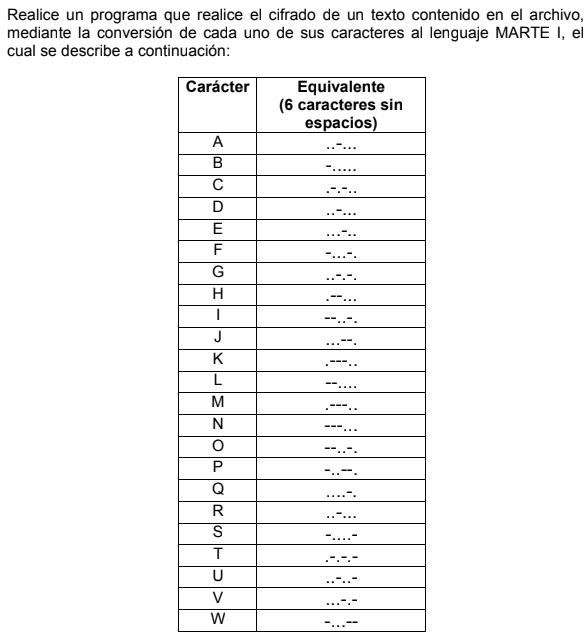 Realice un programa que realice el cifrado de un texto contenido en el archivo,
mediante la conversión de cada uno de sus caracteres al lenguaje MARTE I, el
cual se describe a continuación:
Carácter Equivalente
(6 caracteres sin
espacios)
A ..-...
B -.....
C .-.-..
D ..-...
E ...-..
F -...-.
G ..-.-.
H .--...
I --..-.
J ...--.
K .---..
L --....
M .---..
N ---...
O --..-.
P -..--.
Q ....-.
R ..-...
S -....-
T .-.-.-
U ..-..-
V ...-.-
W -...--